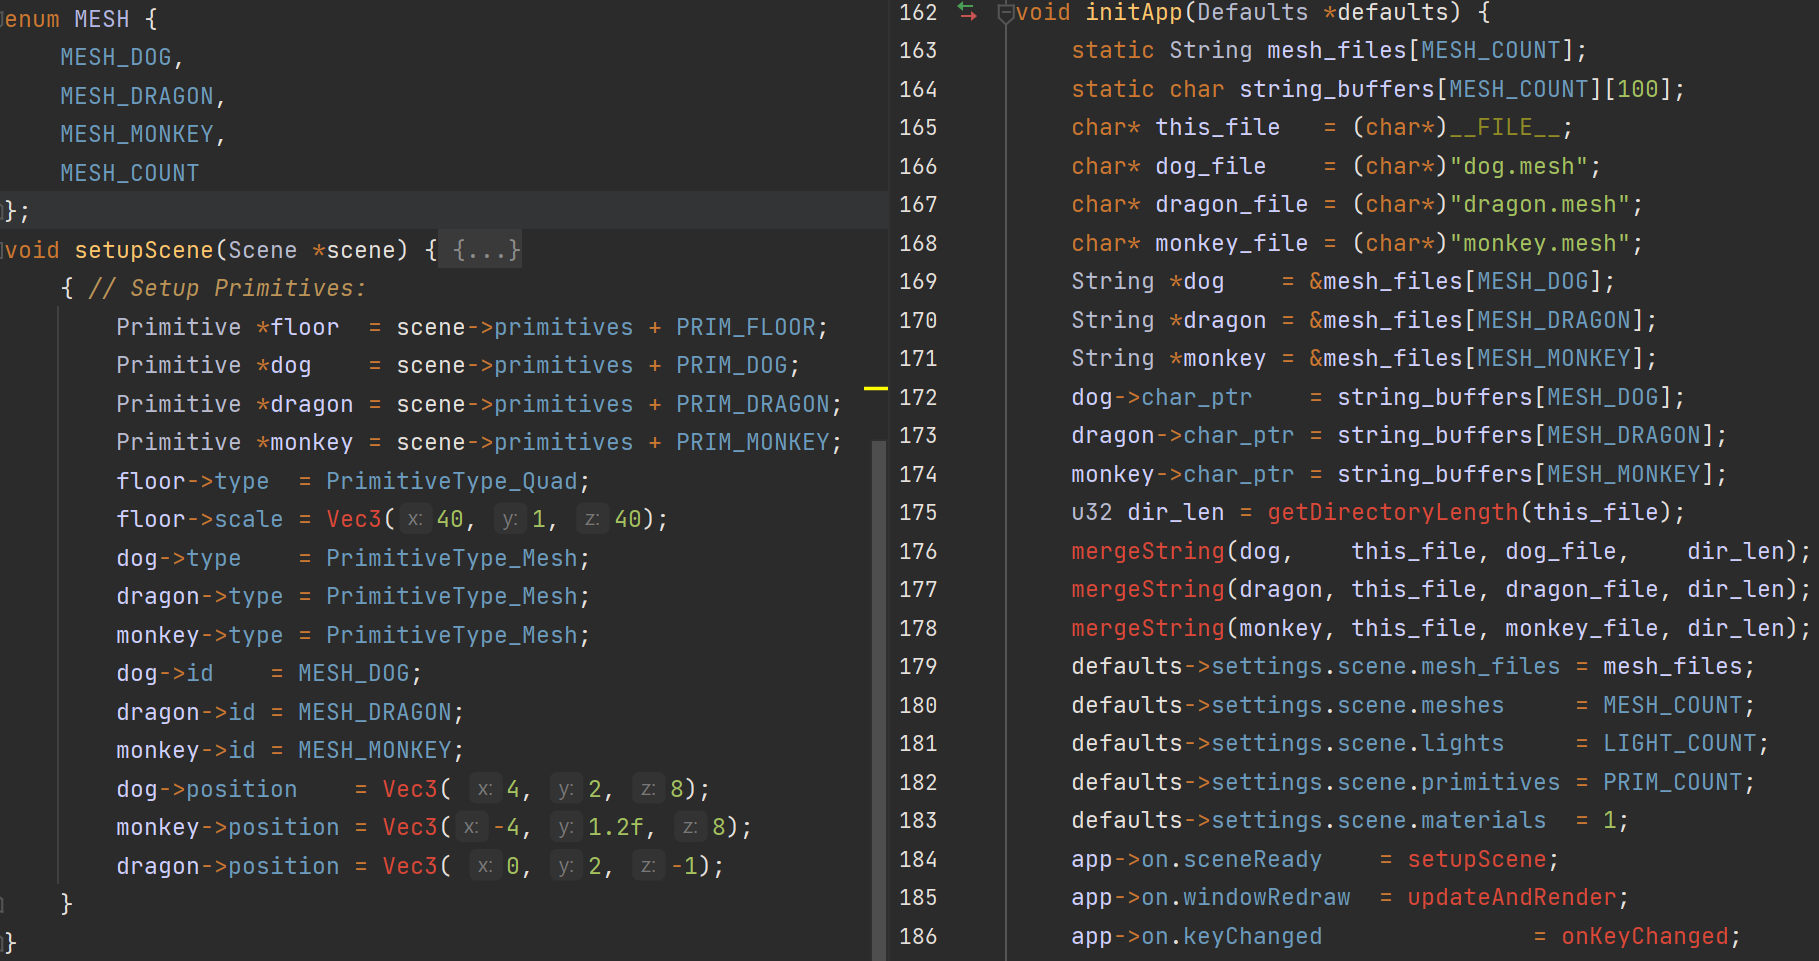 enum MESH {
    MESH_DOG,
    MESH_DRAGON,
    MESH_MONKEY,
    MESH_COUNT
};
void setupScene(Scene *scene) { {...}
    { // Setup Primitives:
        Primitive *floor  = scene->primitives + PRIM_FLOOR;
        Primitive *dog    = scene->primitives + PRIM_DOG;
        Primitive *dragon = scene->primitives + PRIM_DRAGON;
        Primitive *monkey = scene->primitives + PRIM_MONKEY;
        floor->type  = PrimitiveType_Quad;
        floor->scale = Vec3( x: 40, y: 1, z: 40);
        dog->type    = PrimitiveType_Mesh;
        dragon->type = PrimitiveType_Mesh;
        monkey->type = PrimitiveType_Mesh;
        dog->id    = MESH_DOG;
        dragon->id = MESH_DRAGON;
        monkey->id = MESH_MONKEY;
        dog->position    = Vec3( x: 4, y: 2, z: 8);
        monkey->position = Vec3( x: -4, y: 1.2f, z: 8);
        dragon->position = Vec3( x: 0, y: 2, z: -1);
    }
}
162 void initApp(Defaults *defaults) {
163     static String mesh_files[MESH_COUNT];
164     static char string_buffers[MESH_COUNT][100];
165     char* this_file   = (char*)__FILE__;
166     char* dog_file    = (char*)"dog.mesh";
167     char* dragon_file = (char*)"dragon.mesh";
168     char* monkey_file = (char*)"monkey.mesh";
169     String *dog    = &mesh_files[MESH_DOG];
170     String *dragon = &mesh_files[MESH_DRAGON];
171     String *monkey = &mesh_files[MESH_MONKEY];
172     dog->char_ptr    = string_buffers[MESH_DOG];
173     dragon->char_ptr = string_buffers[MESH_DRAGON];
174     monkey->char_ptr = string_buffers[MESH_MONKEY];
175     u32 dir_len = getDirectoryLength(this_file);
176     mergeString(dog,    this_file, dog_file,    dir_len);
177     mergeString(dragon, this_file, dragon_file, dir_len);
178     mergeString(monkey, this_file, monkey_file, dir_len);
179     defaults->settings.scene.mesh_files = mesh_files;
180     defaults->settings.scene.meshes     = MESH_COUNT;
181     defaults->settings.scene.lights     = LIGHT_COUNT;
182     defaults->settings.scene.primitives = PRIM_COUNT;
183     defaults->settings.scene.materials  = 1;
184     app->on.sceneReady    = setupScene;
185     app->on.windowRedraw  = updateAndRender;
186     app->on.keyChanged               = onKeyChanged;